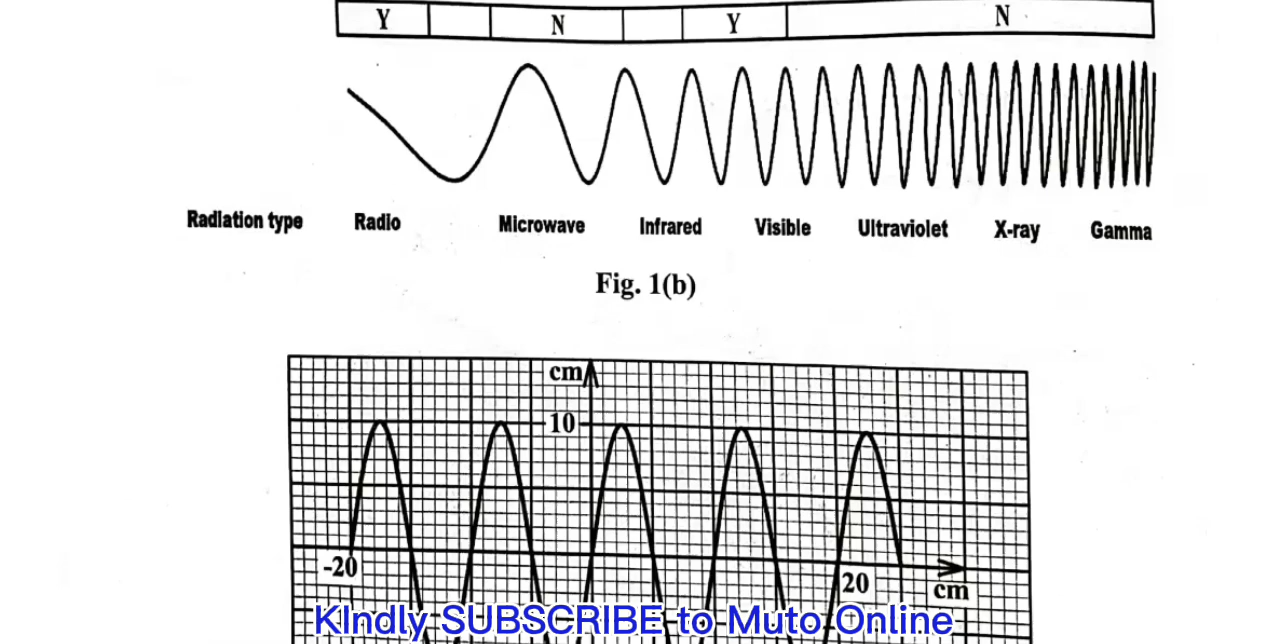 Y N Y N
Radiation type Radio Microwave Infrared Visible Ultraviolet X-ray Gamma
Fig. 1(b)
cm
10
-20
20
cm
KIndly SUBSCRIBE to Muto Online